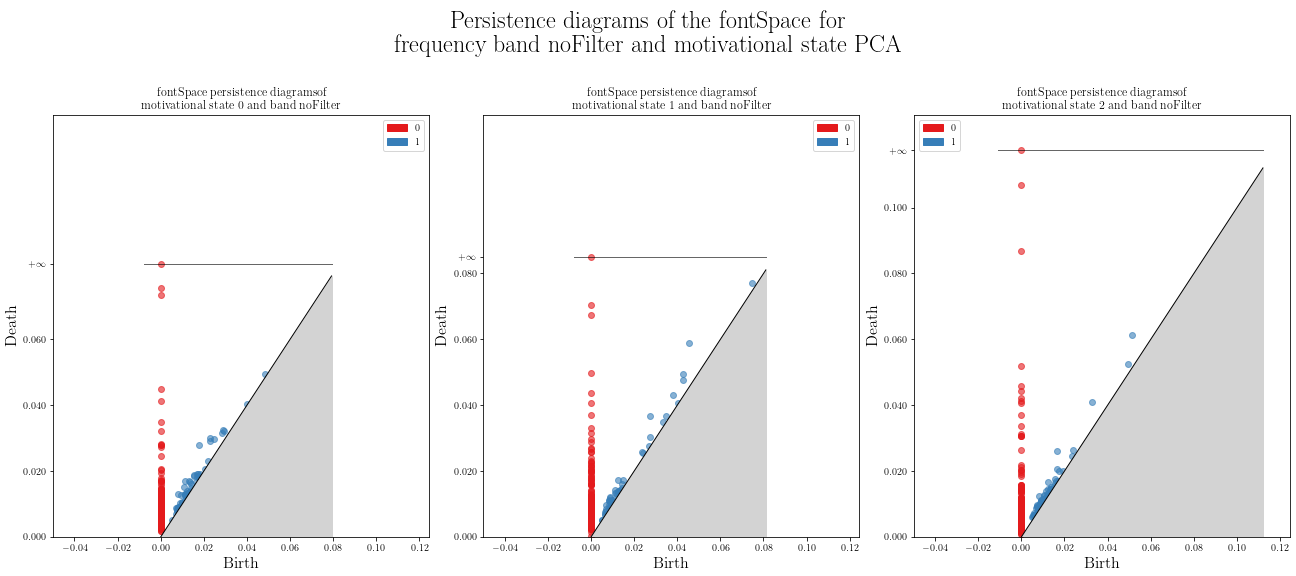 Persistence diagrams of the fontSpace for
frequency band noFilter and motivational state PCA
fontSpace persistence diagramsof
motivational state 0 and band noFilter
0
1
+∞
0.060
0.040
0.020
0.000
Death
−0.04 −0.02 0.00 0.02 0.04 0.06 0.08 0.10 0.12
Birth
fontSpace persistence diagramsof
motivational state 1 and band noFilter
0
1
+∞
0.080
0.060
0.040
0.020
0.000
Death
−0.04 −0.02 0.00 0.02 0.04 0.06 0.08 0.10 0.12
Birth
fontSpace persistence diagramsof
motivational state 2 and band noFilter
0
1
+∞
0.100
0.080
0.060
0.040
0.020
0.000
Death
−0.04 −0.02 0.00 0.02 0.04 0.06 0.08 0.10 0.12
Birth